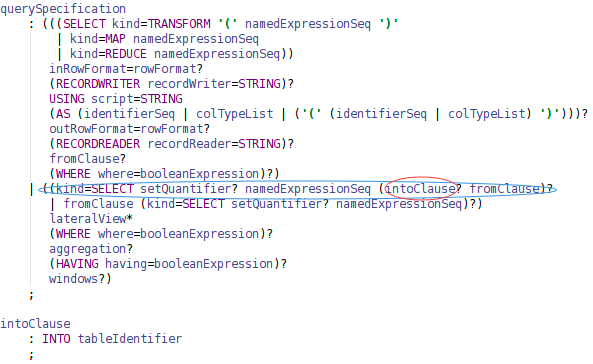 querySpecification
: (((SELECT kind=TRANSFORM '(' namedExpressionSeq ')'
| kind=MAP namedExpressionSeq
| kind=REDUCE namedExpressionSeq))
inRowFormat=rowFormat?
(RECORDWRITER recordWriter=STRING)?
USING script=STRING
(AS (identifierSeq | colTypeList | ('(' (identifierSeq | colTypeList) ')')))?
outRowFormat=rowFormat?
(RECORDREADER recordReader=STRING)?
fromClause?
(WHERE where=booleanExpression)?)
| ((kind=SELECT setQuantifier? namedExpressionSeq (intoClause? fromClause)?
| fromClause (kind=SELECT setQuantifier? namedExpressionSeq)?)
lateralView*
(WHERE where=booleanExpression)?
aggregation?
(HAVING having=booleanExpression)?
windows?)
;
intoClause
: INTO tableIdentifier
;